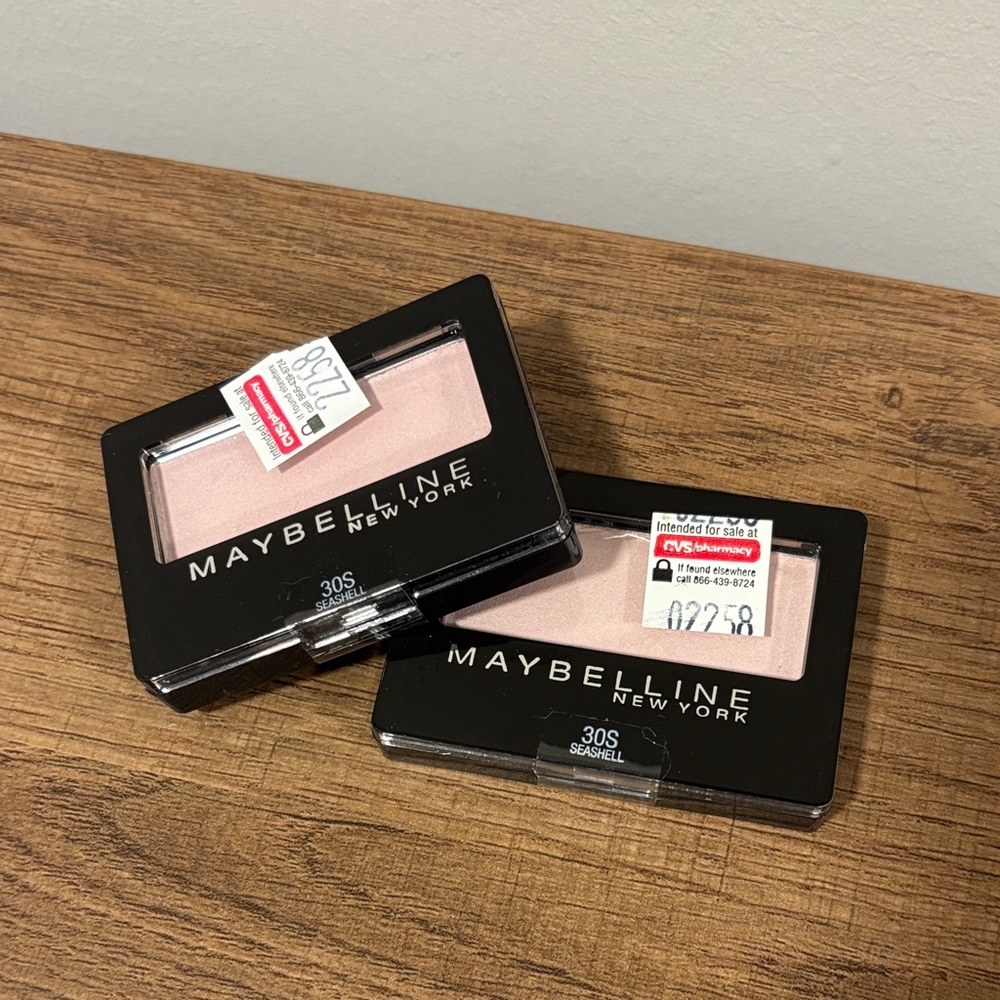 Intended for sale at
CVS/pharmacy
If found elsewhere
call 866-439-8724
2258
MAYBELLINE
NEW YORK
30S
SEASHELL
Intended for sale at
CVS/pharmacy
If found elsewhere
call 866-439-8724
02258
MAYBELLINE
NEW YORK
30S
SEASHELL